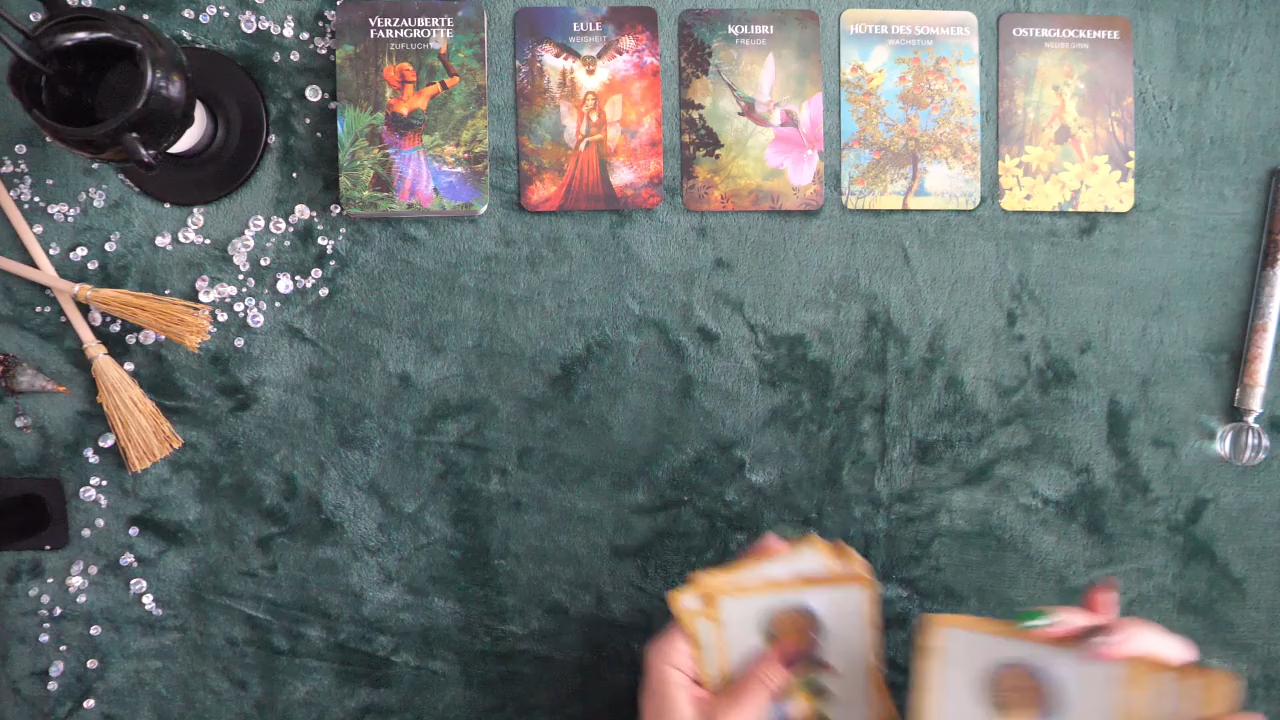 VERZAUBERTE
FARNGROTTE
ZUFLUCHT
EULE
WEISHEIT
KOLIBRI
FREUDE
HÜTER DES SOMMERS
WACHSTUM
OSTERGLOCKENFEE
NEUBEGINN